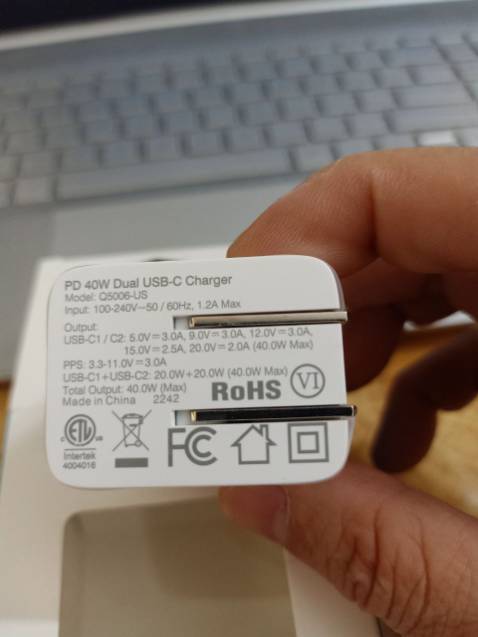 PD 40W Dual USB-C Charger
Model: Q5006-US
Input: 100-240V~50 / 60Hz, 1.2A Max
Output:
USB-C1 / C2: 5.0V⎓3.0A, 9.0V⎓3.0A, 12.0V⎓3.0A,
15.0V⎓2.5A, 20.0V⎓2.0A (40.0W Max)
PPS: 3.3-11.0V⎓3.0A
USB-C1+USB-C2: 20.0W+20.0W (40.0W Max)
Total Output: 40.0W (Max)
Made in China 2242
RoHS VI
c ETL us
Intertek
4004016
FC